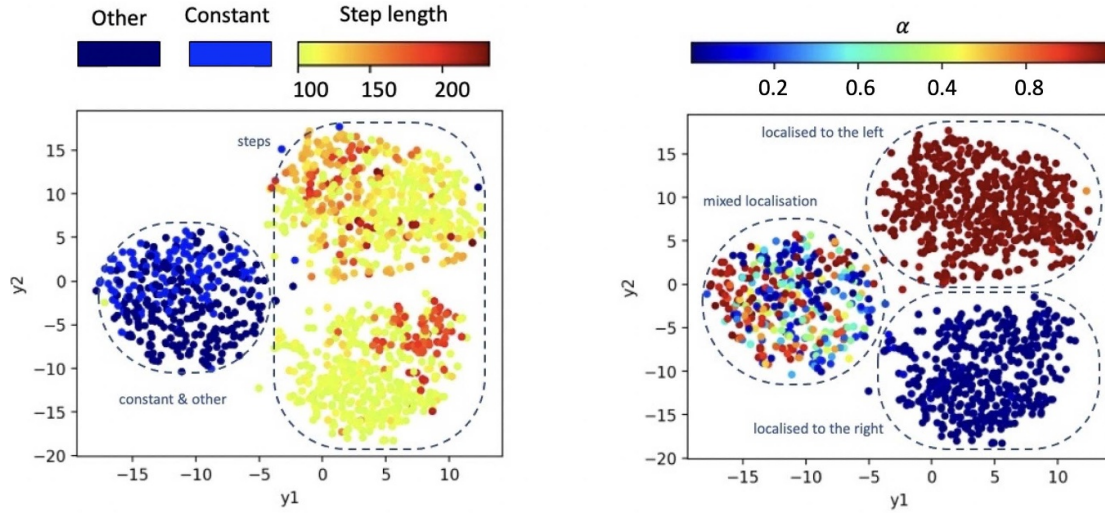 Other Constant Step length
100 150 200
steps
constant & other
15
10
5
0
−5
−10
−15
−20
y2
−15 −10 −5 0 5 10
y1
α
0.2 0.6 0.4 0.8
localised to the left
mixed localisation
localised to the right
15
10
5
0
−5
−10
−15
−20
y2
−15 −10 −5 0 5 10
y1